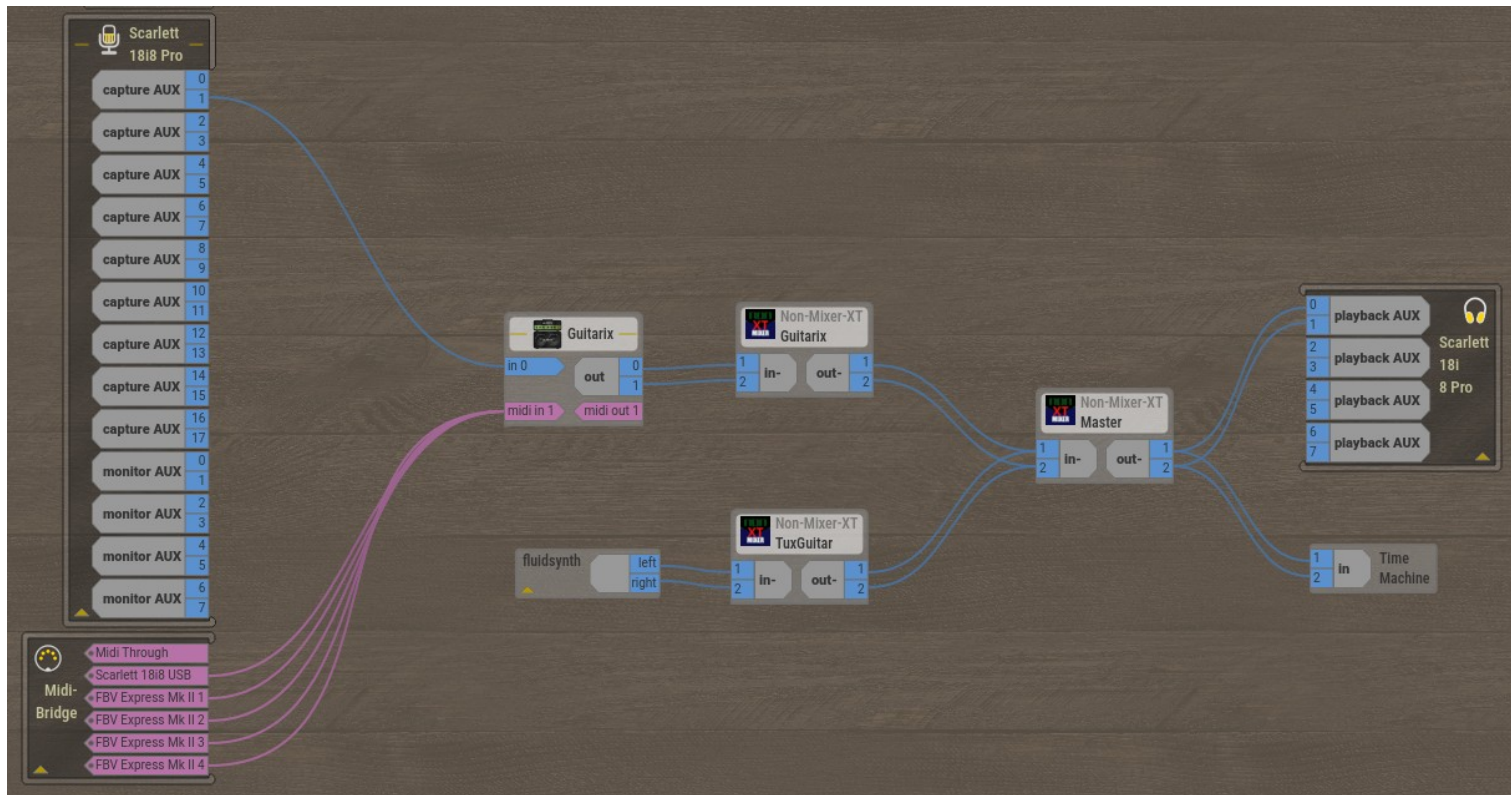 Scarlett
18i8 Pro
capture AUX 0
1
capture AUX 2
3
capture AUX 4
5
capture AUX 6
7
capture AUX 8
9
capture AUX 10
11
capture AUX 12
13
capture AUX 14
15
capture AUX 16
17
monitor AUX 0
1
monitor AUX 2
3
monitor AUX 4
5
monitor AUX 6
7
Midi-
Bridge
Midi Through
Scarlett 18i8 USB
FBV Express Mk II 1
FBV Express Mk II 2
FBV Express Mk II 3
FBV Express Mk II 4
Guitarix
in 0
out 0
1
midi in 1
midi out 1
Non-Mixer-XT
Guitarix
1
2
in-
out-
1
2
fluidsynth
left
right
XT
MIXER
Non-Mixer-XT
TuxGuitar
1
2
in-
out-
1
2
XT
MIXER
Non-Mixer-XT
Master
1
2
in-
out-
1
2
0
1
playback AUX
2
3
playback AUX
4
5
playback AUX
6
7
playback AUX
Scarlett
18i
8 Pro
1
2
in
Time
Machine